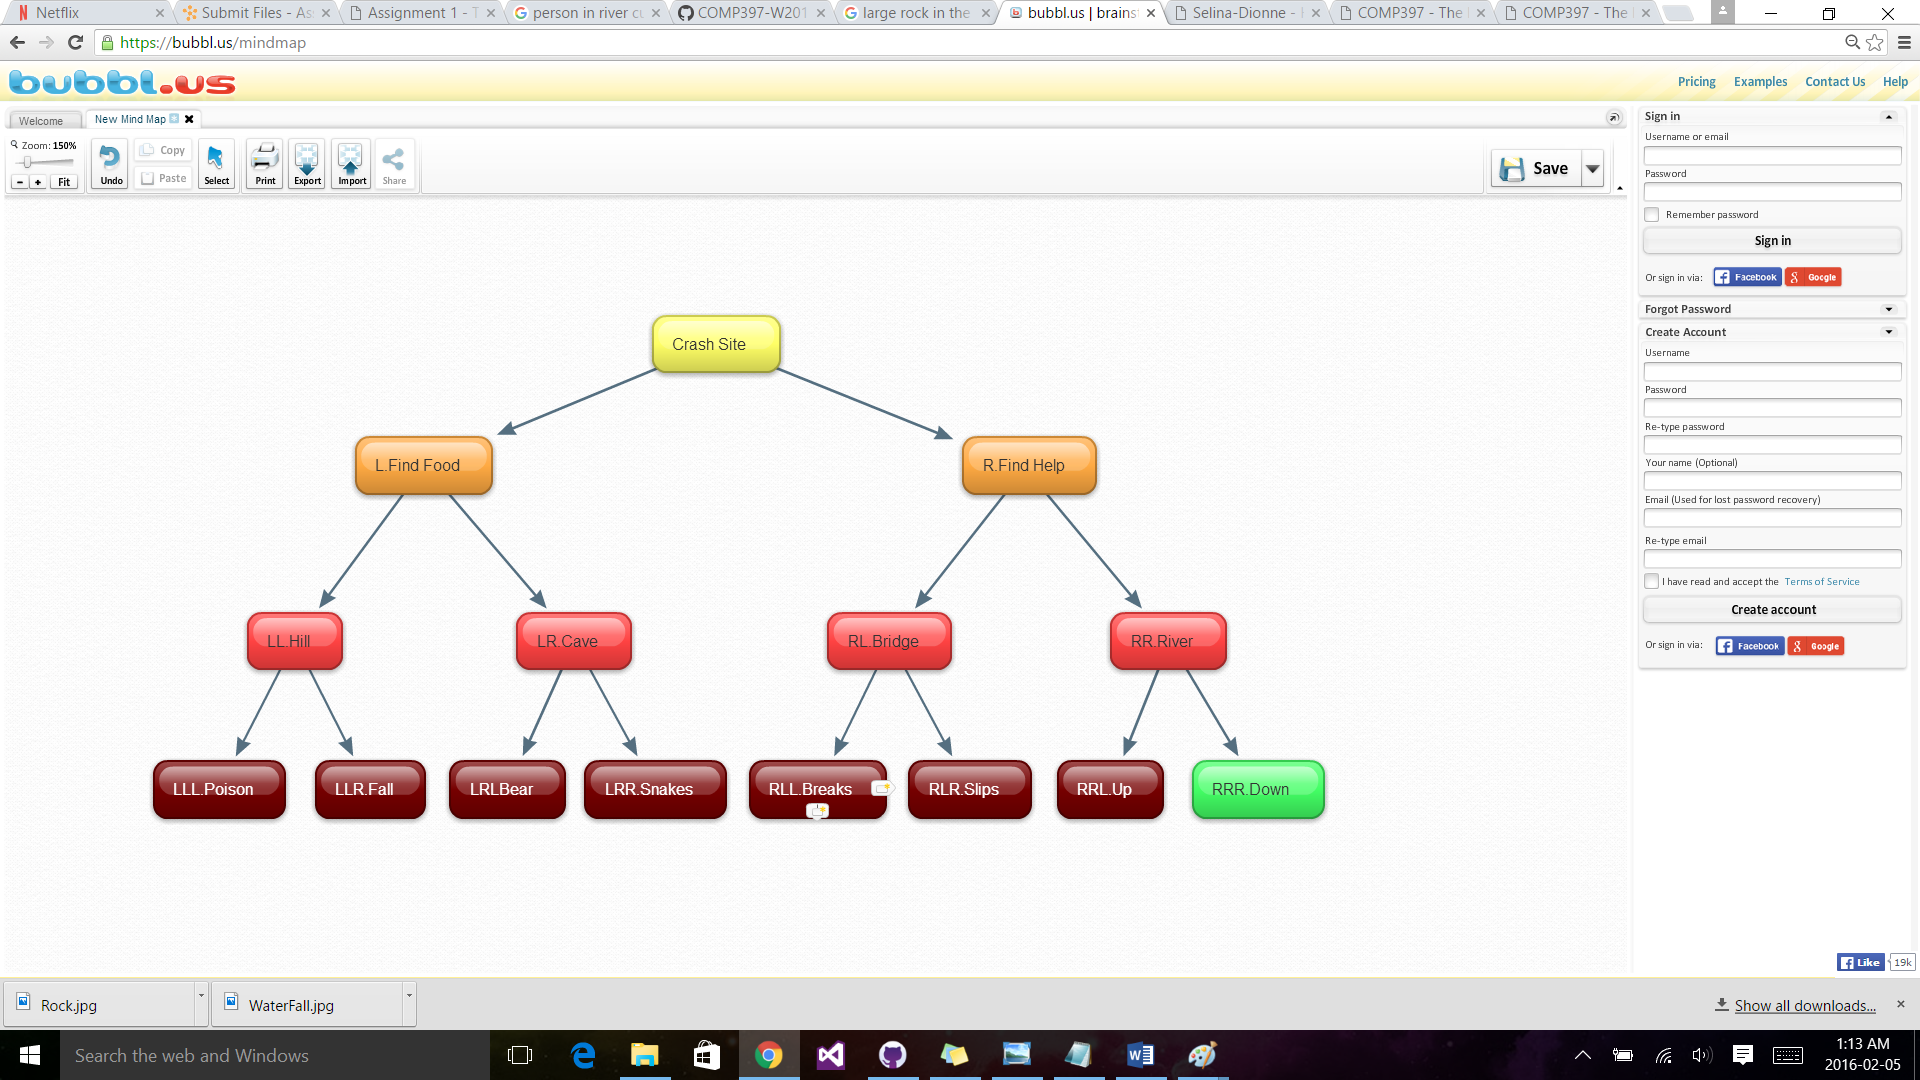 Netflix
Submit Files - As
Assignment 1 - T
person in river cu
COMP397-W201
large rock in the
bubbl.us | brains
Selina-Dionne -
COMP397 - The
COMP397 - The
https://bubbl.us/mindmap
bubbl.us
Pricing Examples Contact Us Help
Welcome
New Mind Map
Zoom: 150%
- + Fit
Undo
Copy
Paste
Select
Print
Export
Import
Share
Save
Crash Site
L.Find Food
R.Find Help
LL.Hill
LR.Cave
RL.Bridge
RR.River
LLL.Poison
LLR.Fall
LRLBear
LRR.Snakes
RLL.Breaks
RLR.Slips
RRL.Up
RRR.Down
Sign in
Username or email
Password
Remember password
Sign in
Or sign in via: Facebook Google
Forgot Password
Create Account
Username
Password
Re-type password
Your name (Optional)
Email (Used for lost password recovery)
Re-type email
I have read and accept the Terms of Service
Create account
Or sign in via: Facebook Google
Like 19k
Rock.jpg
WaterFall.jpg
Show all downloads...
Search the web and Windows
1:13 AM
2016-02-05